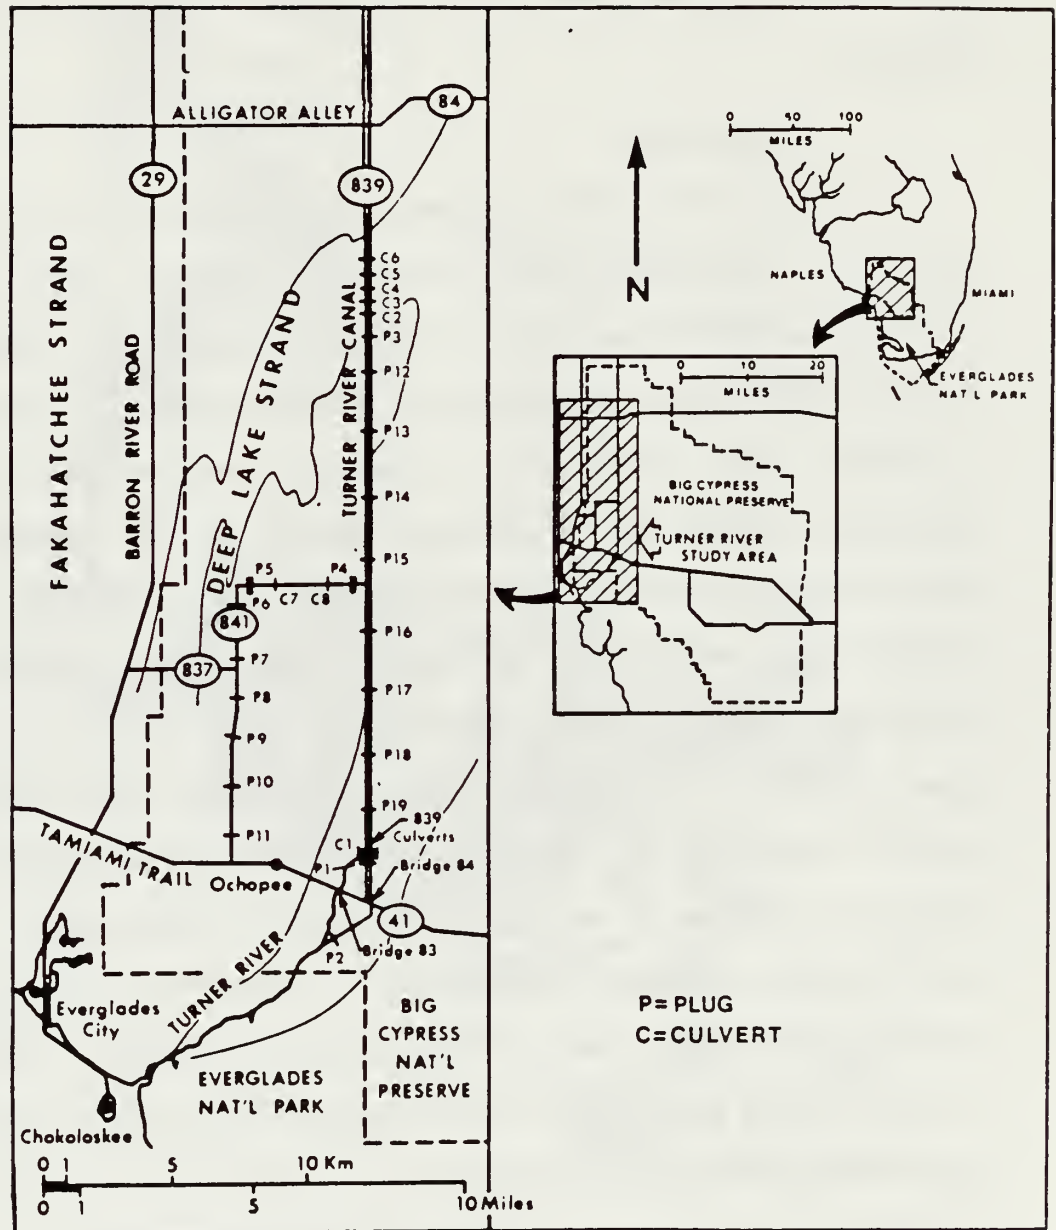 ALLIGATOR ALLEY
84
29
839
FAKAHATCHEE STRAND
BARRON RIVER ROAD
DEEP LAKE STRAND
TURNER RIVER CANAL
C6
C5
C4
C3
C2
P3
P12
P13
P14
P15
P5
P4
C7
C8
P6
841
P16
837
P7
P17
P8
P9
P18
P10
P19
P11
839
Culverts
C1
P1
Bridge 84
TAMIAMI TRAIL
Ochopee
41
Bridge 83
P2
TURNER RIVER
Everglades
City
BIG
CYPRESS
NAT'L
PRESERVE
EVERGLADES
NAT'L PARK
Chokoloskee
0 1 5 10 Km
0 1 5 10 Miles
N
0 50 100
MILES
NAPLES
MIAMI
EVERGLADES
NAT'L PARK
0 20
MILES
BIG CYPRESS
NATIONAL PRESERVE
TURNER RIVER
STUDY AREA
P=PLUG
C=CULVERT